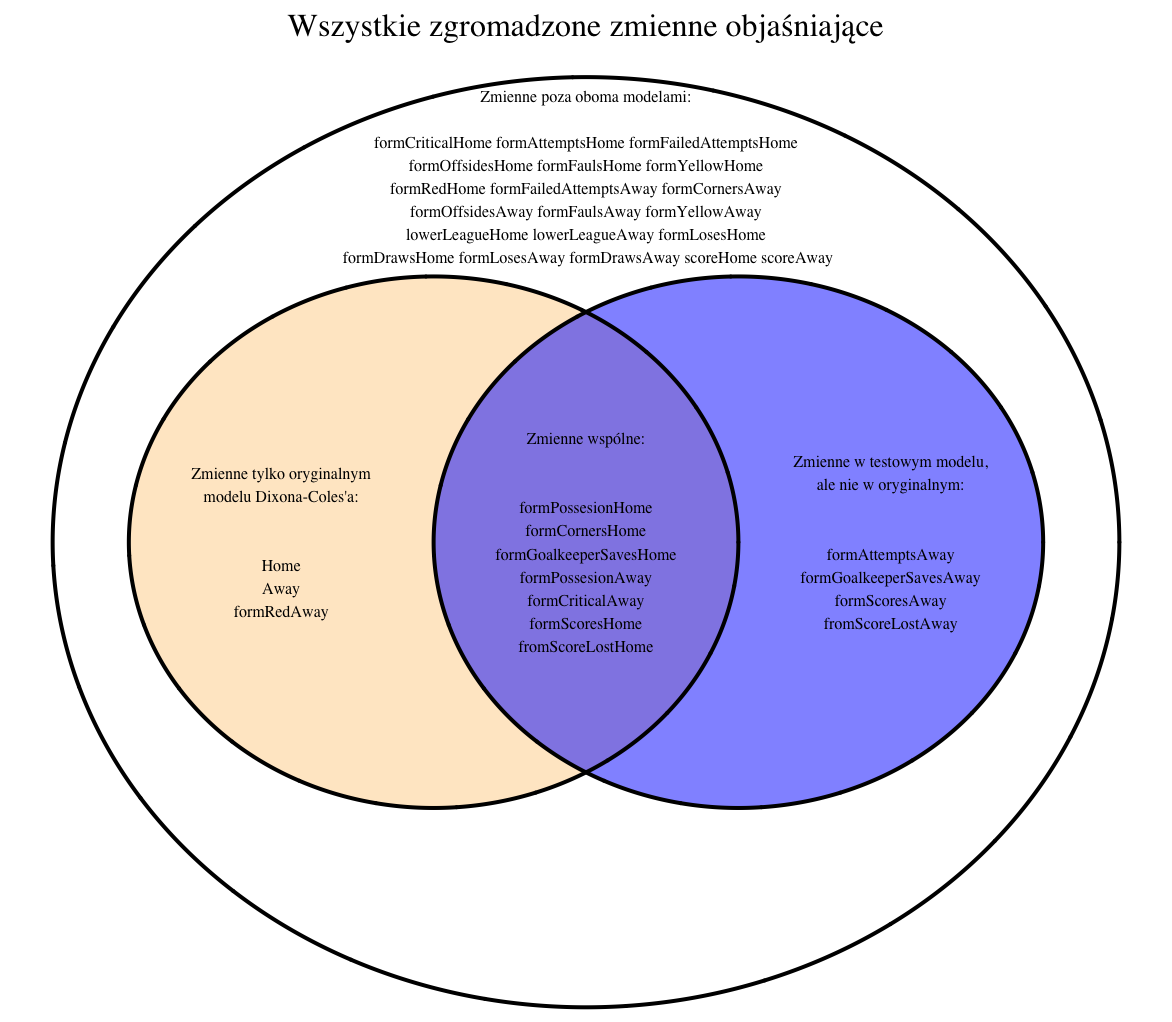 Wszystkie zgromadzone zmienne objaśniające
Zmienne poza oboma modelami:
formCriticalHome formAttemptsHome formFailedAttemptsHome
formOffsidesHome formFaulsHome formYellowHome
formRedHome formFailedAttemptsAway formCornersAway
formOffsidesAway formFaulsAway formYellowAway
lowerLeagueHome lowerLeagueAway formLosesHome
formDrawsHome formLosesAway formDrawsAway scoreHome scoreAway
Zmienne tylko oryginalnym
modelu Dixona-Coles'a:
Home
Away
formRedAway
Zmienne wspólne:
formPossesionHome
formCornersHome
formGoalkeeperSavesHome
formPossesionAway
formCriticalAway
formScoresHome
fromScoreLostHome
Zmienne w testowym modelu,
ale nie w oryginalnym:
formAttemptsAway
formGoalkeeperSavesAway
formScoresAway
fromScoreLostAway